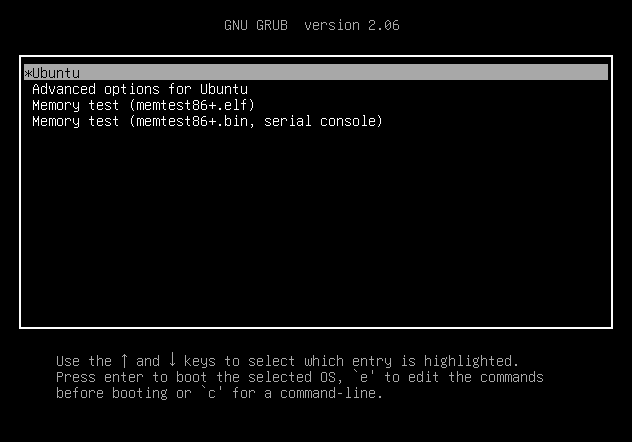 GNU GRUB  version 2.06
*Ubuntu
Advanced options for Ubuntu
Memory test (memtest86+.elf)
Memory test (memtest86+.bin, serial console)
Use the ↑ and ↓ keys to select which entry is highlighted.
Press enter to boot the selected OS, `e' to edit the commands
before booting or `c' for a command-line.